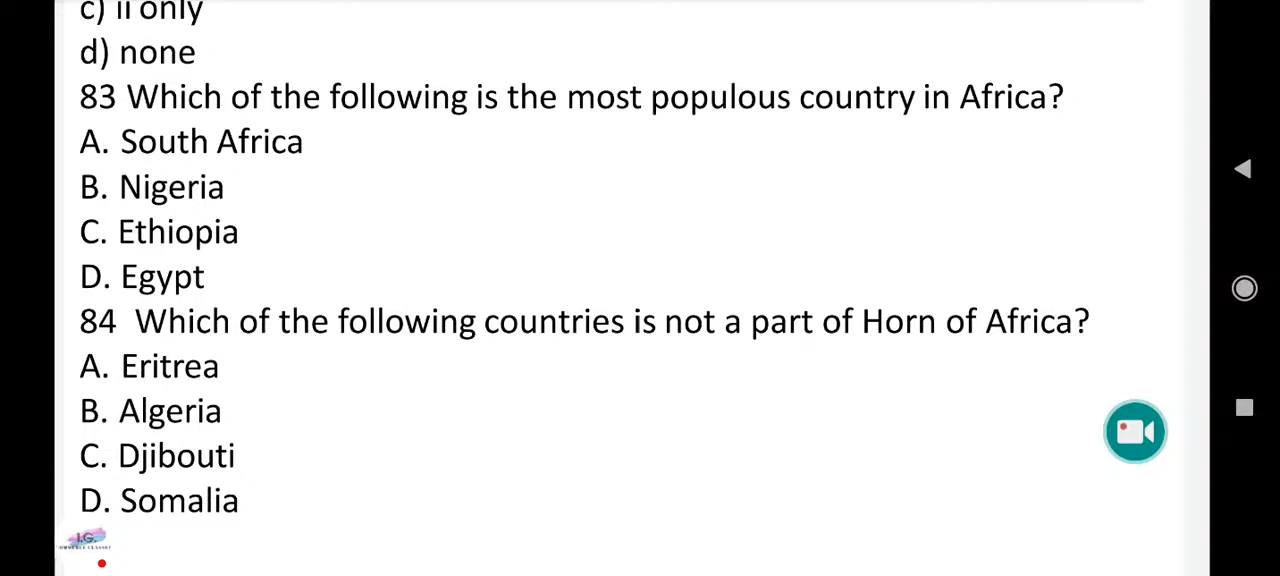 c) ii only
d) none
83 Which of the following is the most populous country in Africa?
A. South Africa
B. Nigeria
C. Ethiopia
D. Egypt
84 Which of the following countries is not a part of Horn of Africa?
A. Eritrea
B. Algeria
C. Djibouti
D. Somalia
I.G.